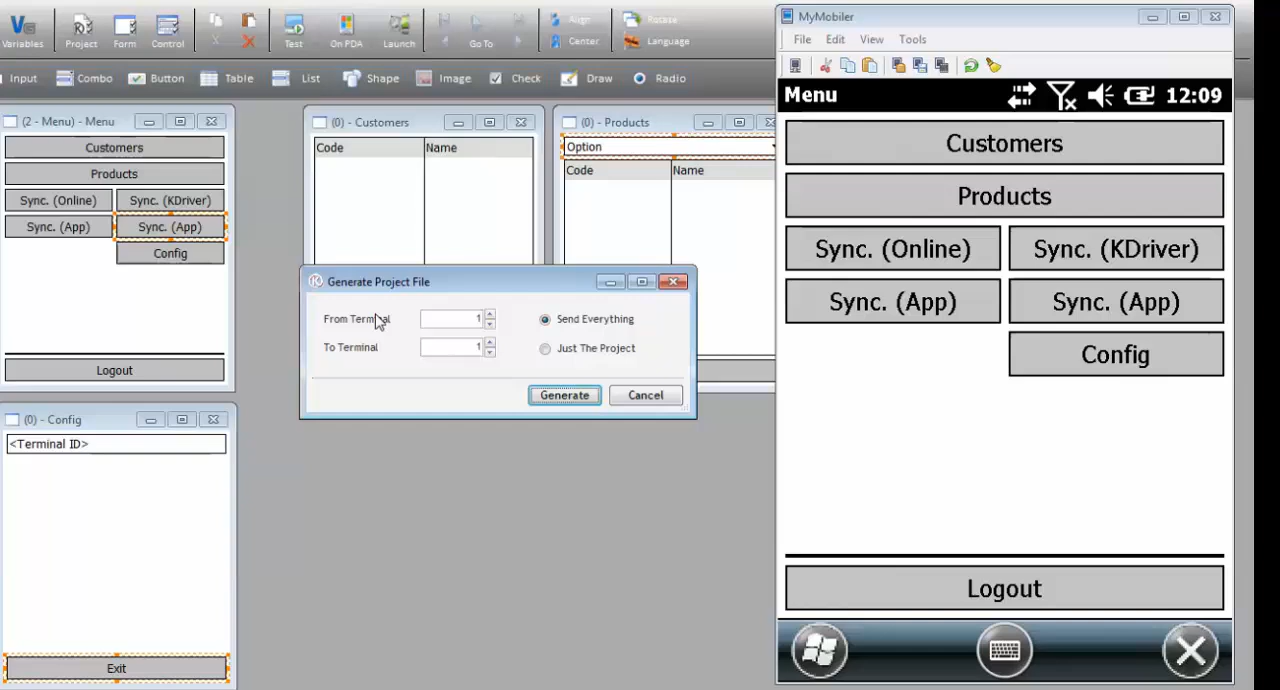 Variables
Project
Form
Control
Test
On PDA
Launch
Go To
Align
Center
Rotate
Language
Input
Combo
Button
Table
List
Shape
Image
Check
Draw
Radio
(2 - Menu) - Menu
Customers
Products
Sync. (Online)
Sync. (KDriver)
Sync. (App)
Sync. (App)
Config
Logout
(0) - Customers
Code
Name
(0) - Products
Option
Code
Name
Generate Project File
From Terminal
1
To Terminal
1
Send Everything
Just The Project
Generate
Cancel
(0) - Config
<Terminal ID>
Exit
MyMobiler
File
Edit
View
Tools
Menu
12:09
Customers
Products
Sync. (Online)
Sync. (KDriver)
Sync. (App)
Sync. (App)
Config
Logout